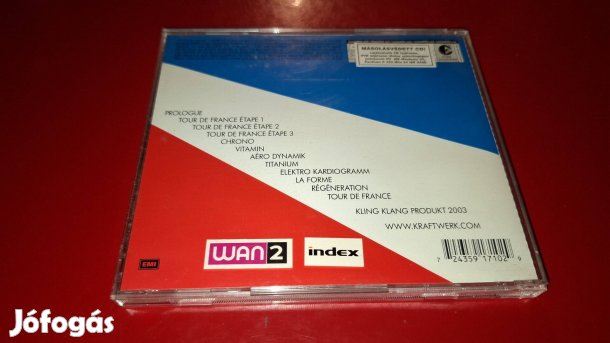 MÁSOLÁSVÉDETT CD!
PROLOGUE
TOUR DE FRANCE ÉTAPE 1
TOUR DE FRANCE ÉTAPE 2
TOUR DE FRANCE ÉTAPE 3
CHRONO
VITAMIN
AÉRO DYNAMIK
TITANIUM
ELEKTRO KARDIOGRAMM
LA FORME
RÉGÉNERATION
TOUR DE FRANCE
KLING KLANG PRODUKT 2003
WWW.KRAFTWERK.COM
EMI
WAN2
index
7 24359 17102 9
Jófogás